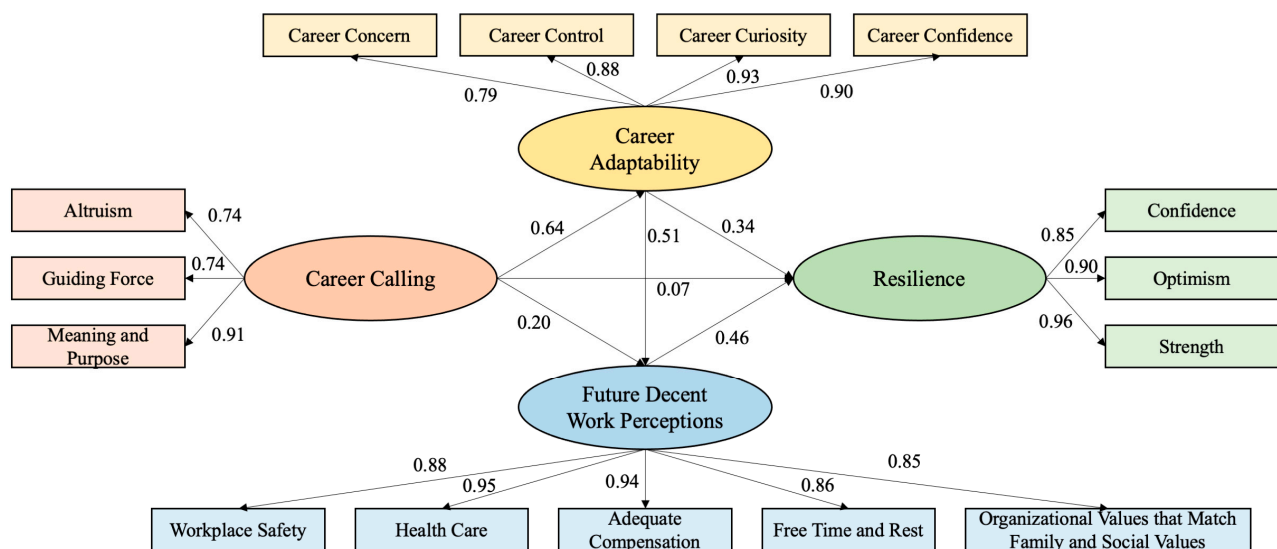 Career Concern
Career Control
Career Curiosity
Career Confidence
0.79
0.88
0.93
0.90
Career
Adaptability
Altruism
Guiding Force
Meaning and
Purpose
0.74
0.74
0.91
Career Calling
0.64
0.51
0.34
0.07
0.20
0.46
Resilience
0.85
0.90
0.96
Confidence
Optimism
Strength
Future Decent
Work Perceptions
0.88
0.95
0.94
0.86
0.85
Workplace Safety
Health Care
Adequate
Compensation
Free Time and Rest
Organizational Values that Match
Family and Social Values